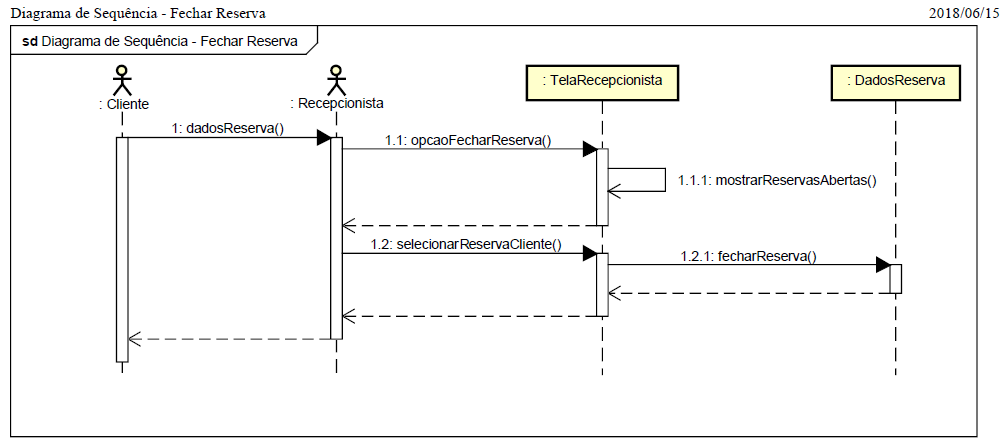 Diagrama de Sequência - Fechar Reserva 2018/06/15
sd Diagrama de Sequência - Fechar Reserva
: Cliente
: Recepcionista
: TelaRecepcionista
: DadosReserva
1: dadosReserva()
1.1: opcaoFecharReserva()
1.1.1: mostrarReservasAbertas()
1.2: selecionarReservaCliente()
1.2.1: fecharReserva()